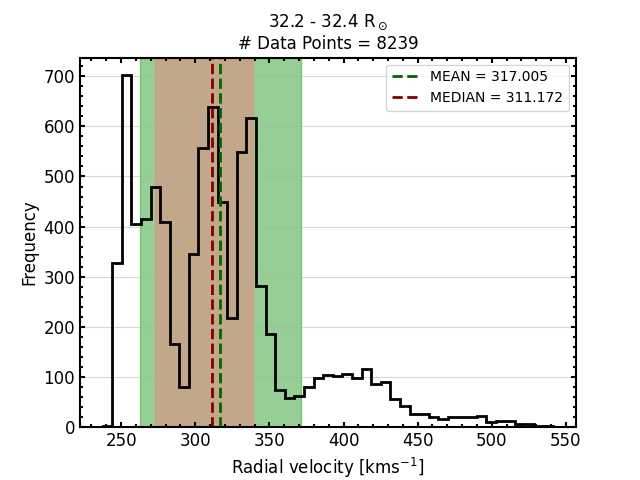 32.2 - 32.4 R⊙
# Data Points = 8239
MEAN = 317.005
MEDIAN = 311.172
700
600
500
400
300
200
100
0
Frequency
250 300 350 400 450 500 550
Radial velocity [kms⁻¹]